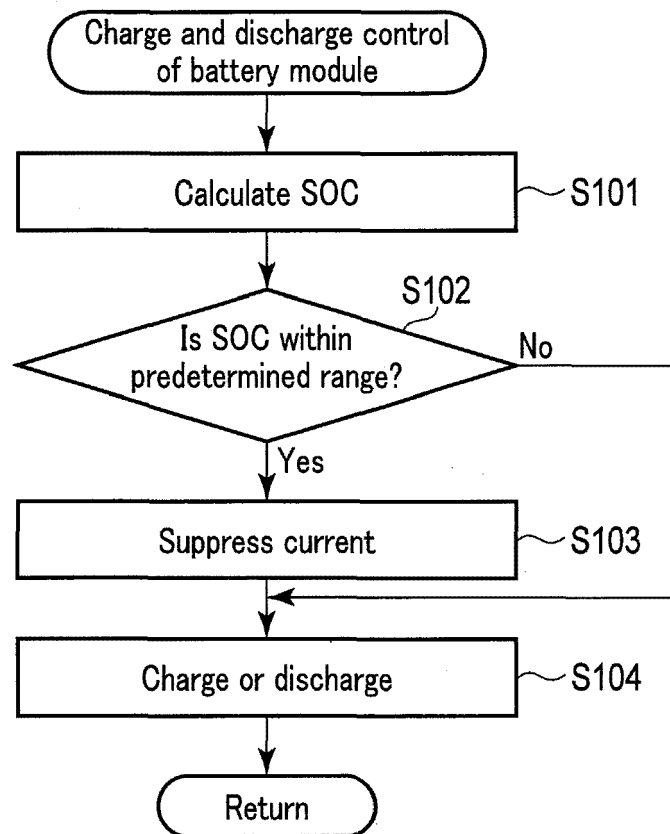 Charge and discharge control
of battery module
Calculate SOC
S101
S102
Is SOC within
predetermined range?
No
Yes
Suppress current
S103
Charge or discharge
S104
Return